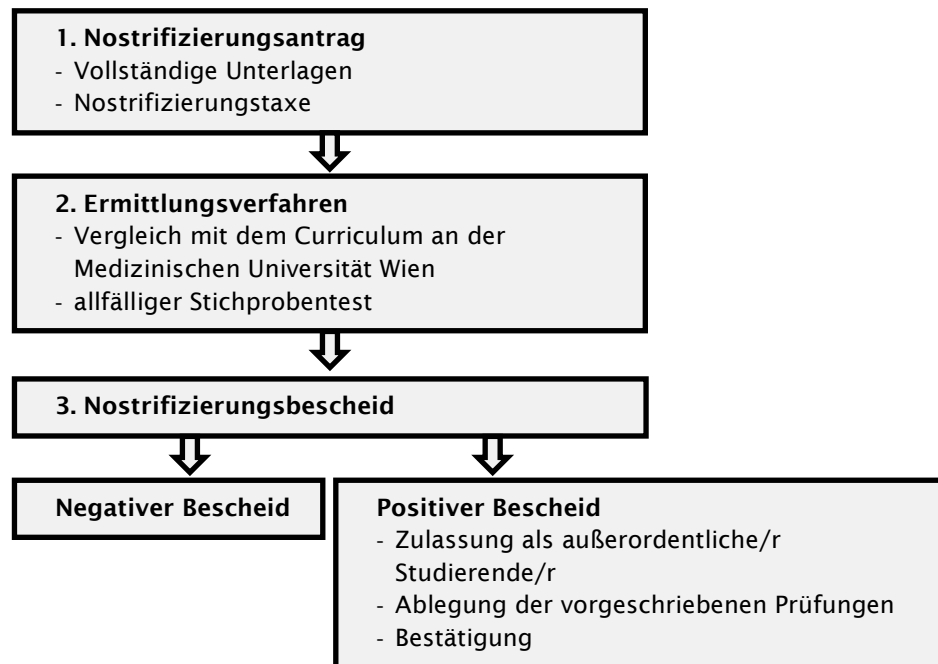 1. Nostrifizierungsantrag
- Vollständige Unterlagen
- Nostrifizierungstaxe
2. Ermittlungsverfahren
- Vergleich mit dem Curriculum an der
Medizinischen Universität Wien
- allfälliger Stichprobentest
3. Nostrifizierungsbescheid
Negativer Bescheid
Positiver Bescheid
- Zulassung als außerordentliche/r
Studierende/r
- Ablegung der vorgeschriebenen Prüfungen
- Bestätigung